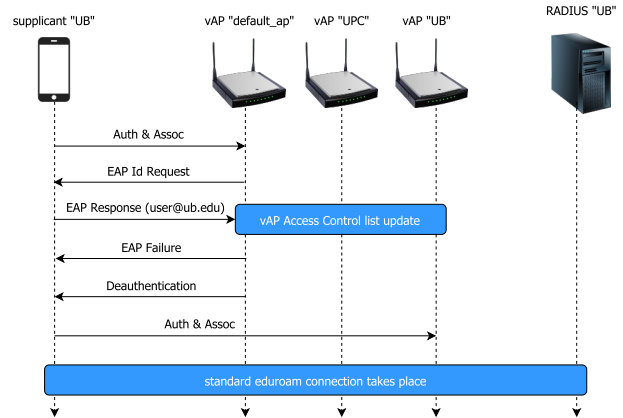 RADIUS "UB"
supplicant "UB"
vAP "default_ap"
vAP "UPC"
vAP "UB"
Auth & Assoc
EAP Id Request
EAP Response (user@ub.edu)
vAP Access Control list update
EAP Failure
Deauthentication
Auth & Assoc
standard eduroam connection takes place